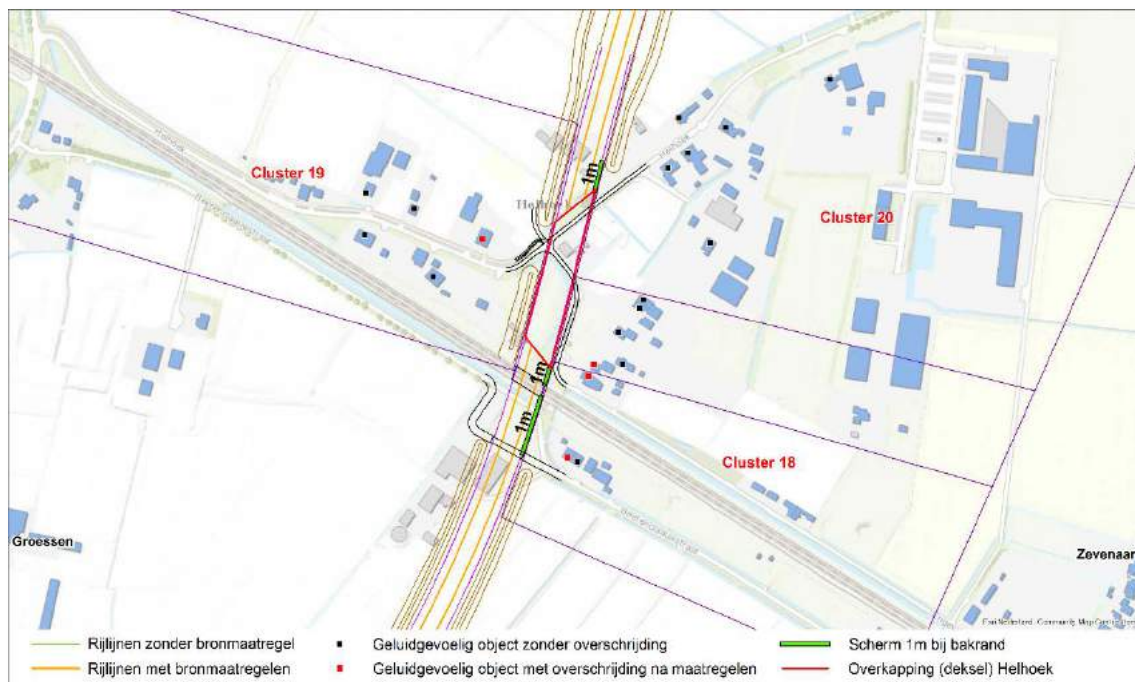 Cluster 19
Helhoek
1m
Cluster 20
1m
1m
Cluster 18
Groessen
Zevenaar
Rijlijnen zonder bronmaatregel
Geluidgevoelig object zonder overschrijding
Scherm 1m bij bakrand
Rijlijnen met bronmaatregelen
Geluidgevoelig object met overschrijding na maatregelen
Overkapping (deksel) Helhoek